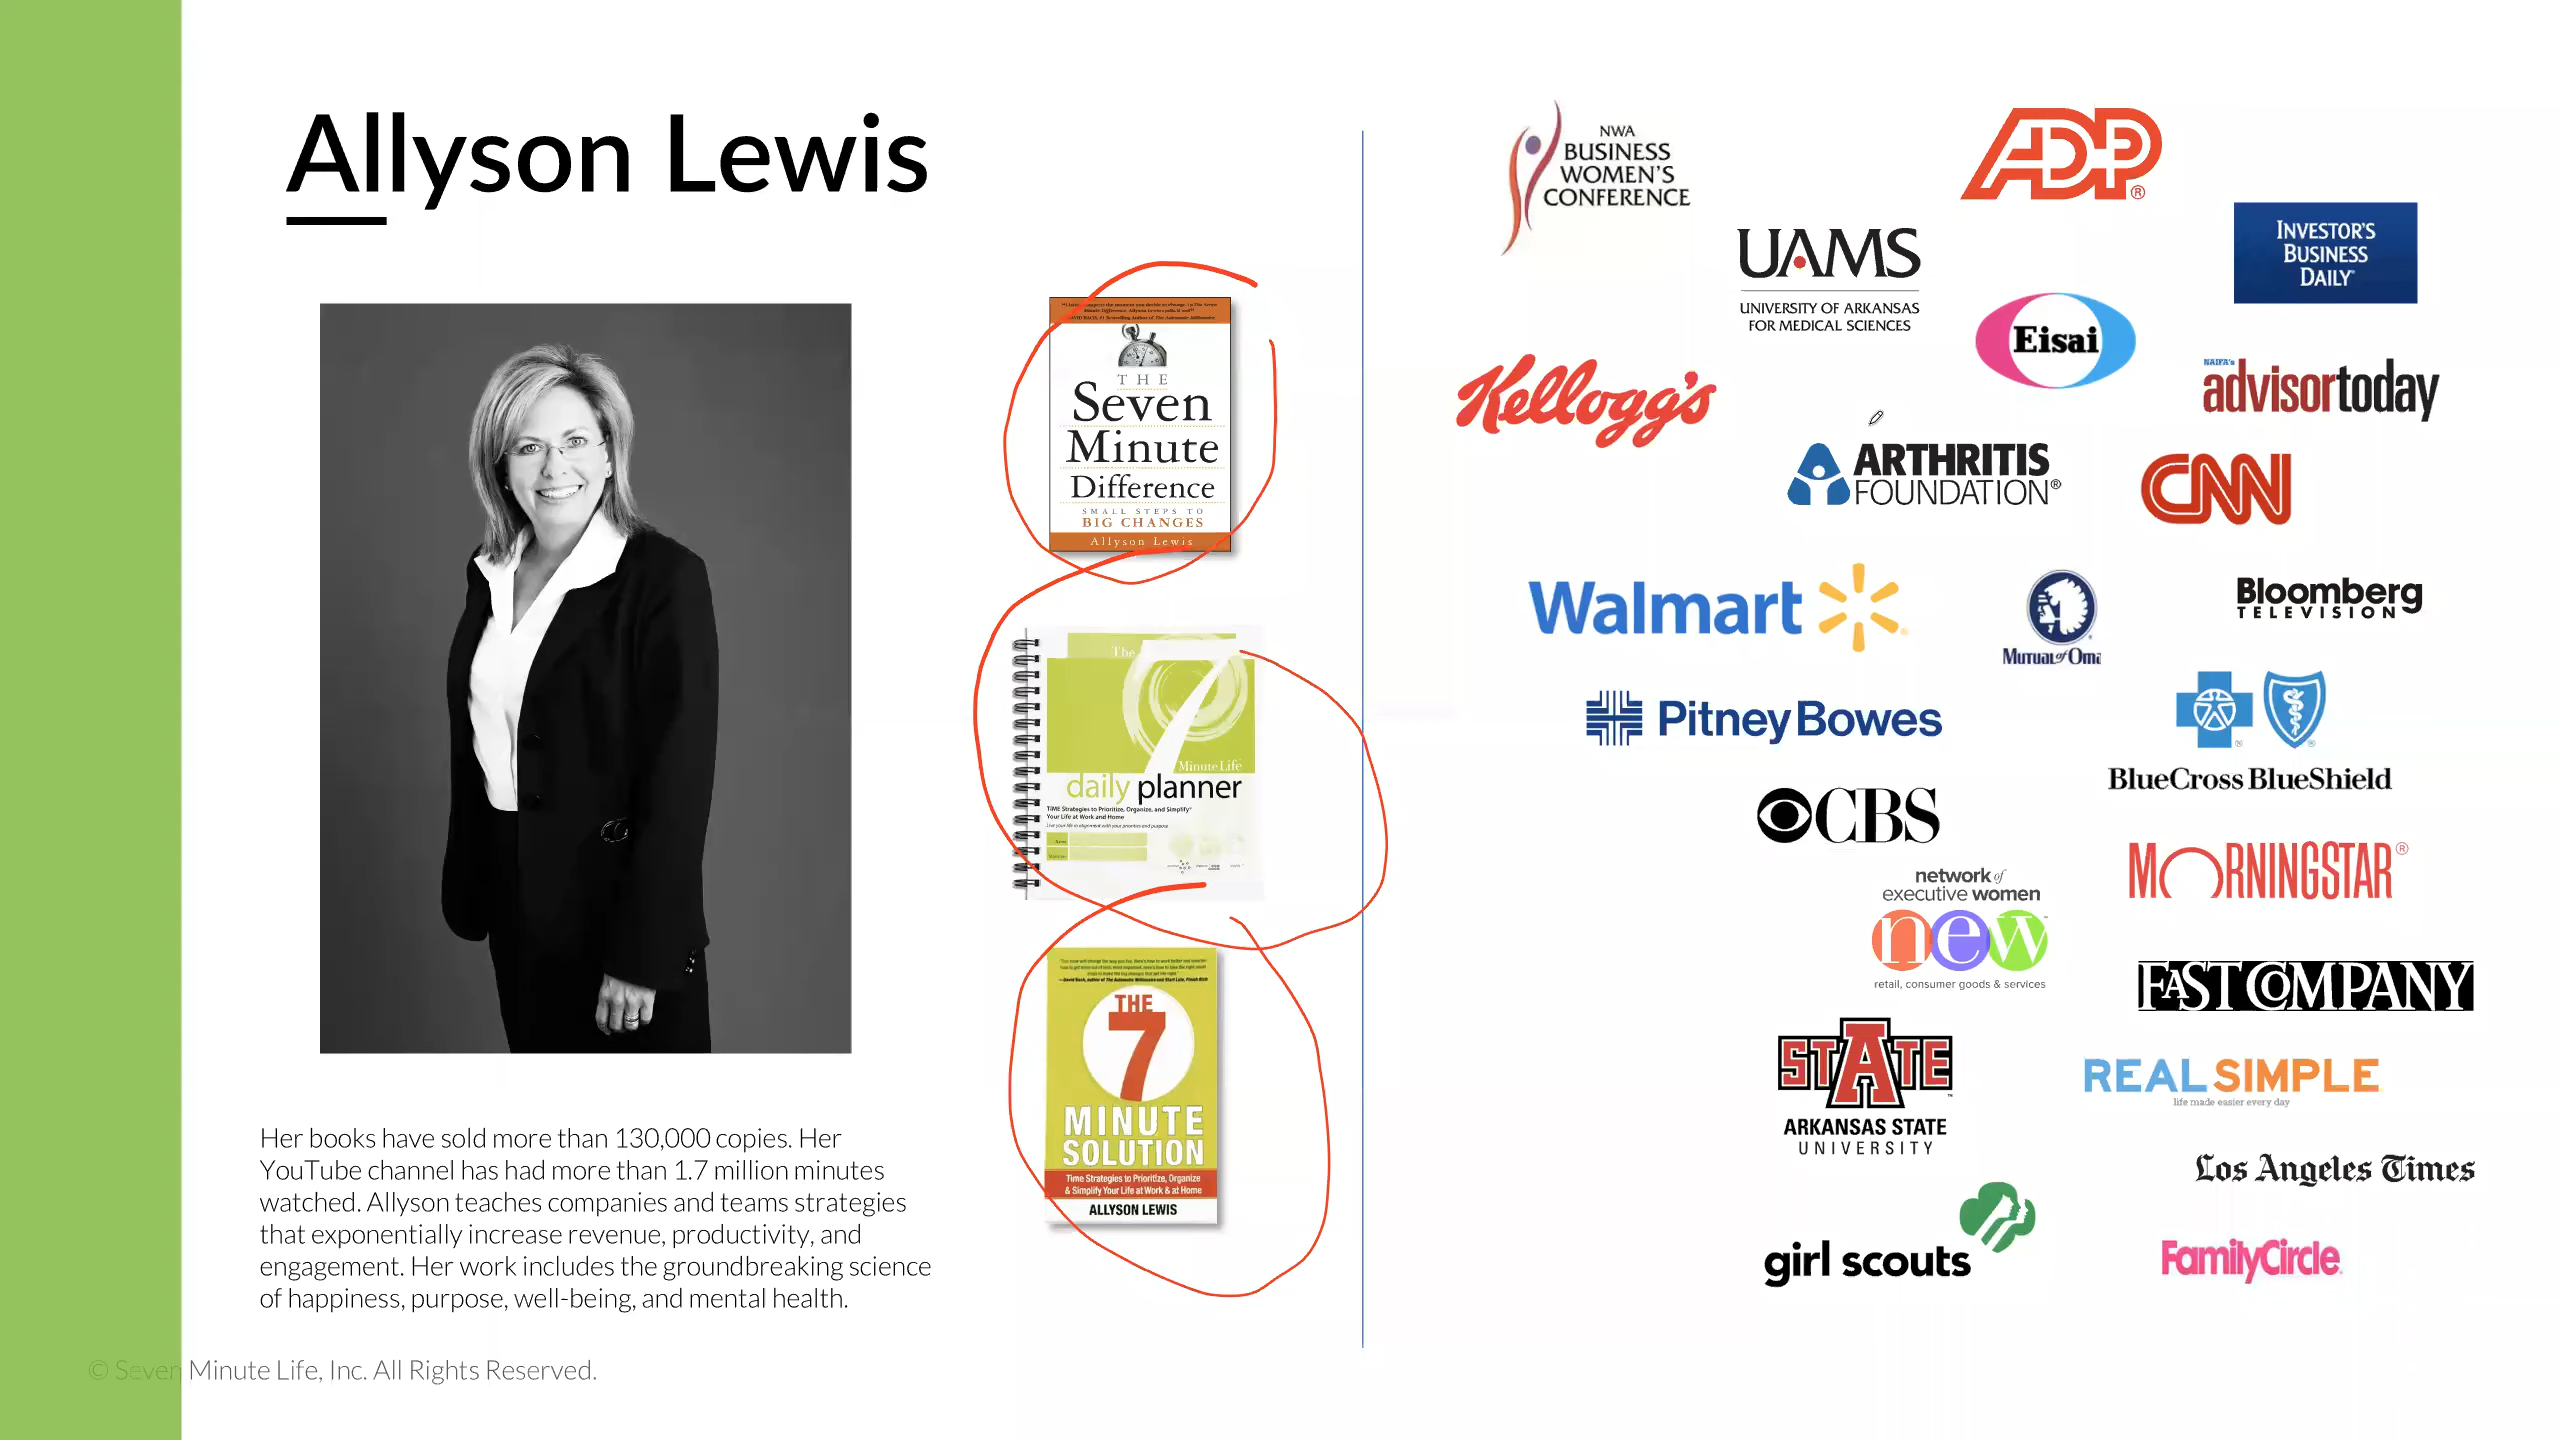 Allyson Lewis
THE
Seven
Minute
Difference
SMALL STEPS TO
BIG CHANGES
Allyson Lewis
The
7
Minute Life
daily planner
TIME Strategies to Prioritize, Organize, and Simplify
Your Life at Work and Home
THE
7
MINUTE
SOLUTION
Time Strategies to Prioritize, Organize
& Simplify Your Life at Work & at Home
ALLYSON LEWIS
Her books have sold more than 130,000 copies. Her
YouTube channel has had more than 1.7 million minutes
watched. Allyson teaches companies and teams strategies
that exponentially increase revenue, productivity, and
engagement. Her work includes the groundbreaking science
of happiness, purpose, well-being, and mental health.
© Seven Minute Life, Inc. All Rights Reserved.
NWA
BUSINESS
WOMEN'S
CONFERENCE
ADP®
UAMS
UNIVERSITY OF ARKANSAS
FOR MEDICAL SCIENCES
INVESTOR'S
BUSINESS
DAILY
Eisai
Kellogg's
NAIFA's
advisortoday
ARTHRITIS
FOUNDATION®
CNN
Walmart
Mutual of Oma
Bloomberg
TELEVISION
PitneyBowes
BlueCross BlueShield
CBS
MORNINGSTAR®
network of
executive women
new
retail, consumer goods & services
FAST COMPANY
STATE
ARKANSAS STATE
UNIVERSITY
REAL SIMPLE
life made easier every day
Los Angeles Times
girl scouts
FamilyCircle